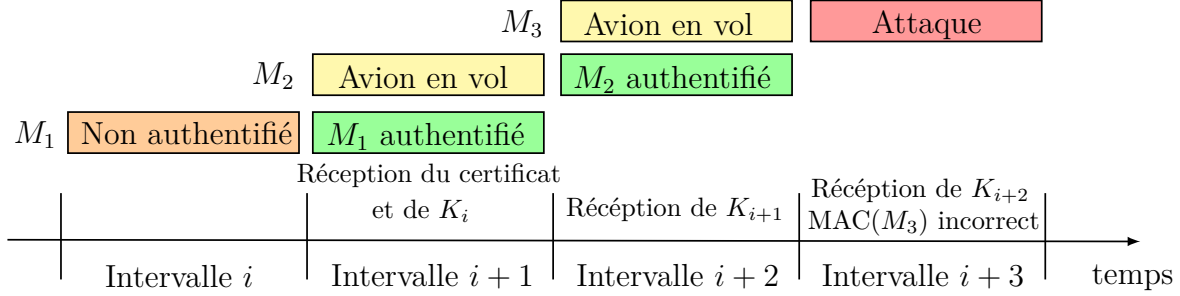 M₃ Avion en vol Attaque
M₂ Avion en vol M₂ authentifié
M₁ Non authentifié M₁ authentifié
Réception du certificat
et de Kᵢ
Récéption de Kᵢ₊₁
Récéption de Kᵢ₊₂
MAC(M₃) incorrect
Intervalle i Intervalle i + 1 Intervalle i + 2 Intervalle i + 3 temps